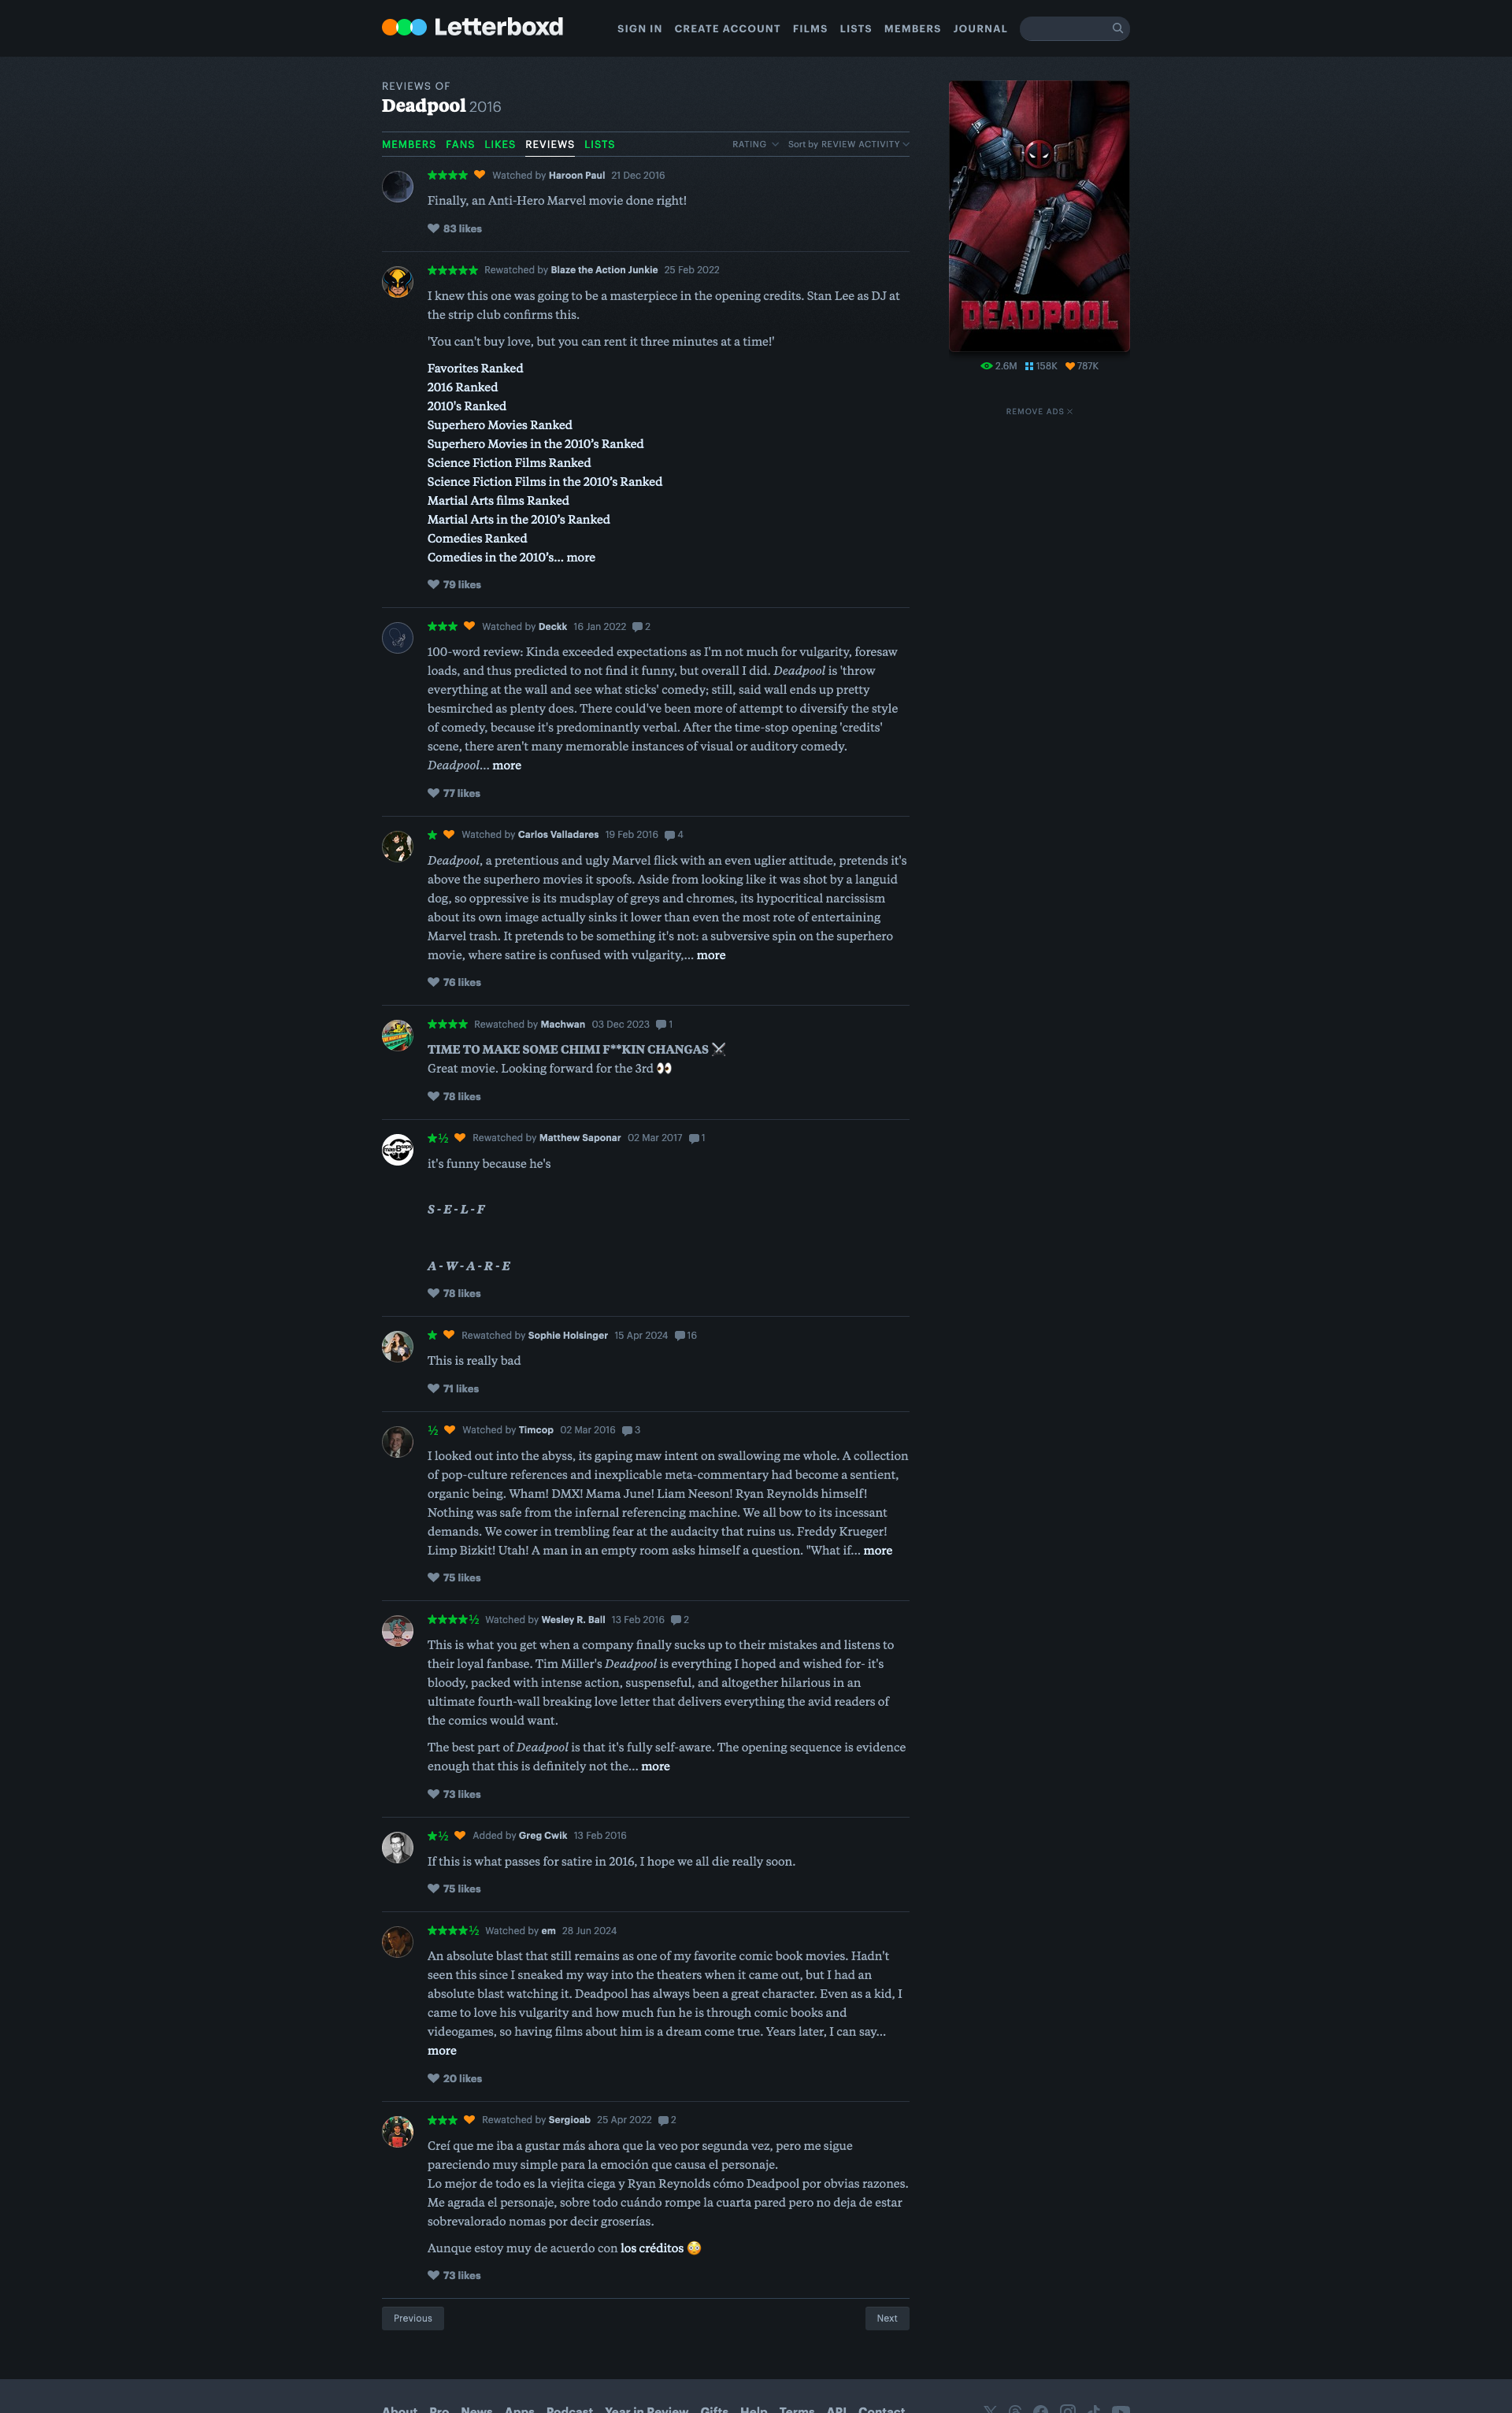 Letterboxd
SIGN IN CREATE ACCOUNT FILMS LISTS MEMBERS JOURNAL
REVIEWS OF
Deadpool 2016
MEMBERS FANS LIKES REVIEWS LISTS
RATING Sort by REVIEW ACTIVITY
★★★★ Watched by Haroon Paul 21 Dec 2016
Finally, an Anti-Hero Marvel movie done right!
83 likes
★★★★★ Rewatched by Blaze the Action Junkie 25 Feb 2022
I knew this one was going to be a masterpiece in the opening credits. Stan Lee as DJ at
the strip club confirms this.
'You can't buy love, but you can rent it three minutes at a time!'
Favorites Ranked
2016 Ranked
2010's Ranked
Superhero Movies Ranked
Superhero Movies in the 2010's Ranked
Science Fiction Films Ranked
Science Fiction Films in the 2010's Ranked
Martial Arts films Ranked
Martial Arts in the 2010's Ranked
Comedies Ranked
Comedies in the 2010's... more
79 likes
★★★ Watched by Deckk 16 Jan 2022 2
100-word review: Kinda exceeded expectations as I'm not much for vulgarity, foresaw
loads, and thus predicted to not find it funny, but overall I did. Deadpool is 'throw
everything at the wall and see what sticks' comedy; still, said wall ends up pretty
besmirched as plenty does. There could've been more of attempt to diversify the style
of comedy, because it's predominantly verbal. After the time-stop opening 'credits'
scene, there aren't many memorable instances of visual or auditory comedy.
Deadpool... more
77 likes
★ Watched by Carlos Valladares 19 Feb 2016 4
Deadpool, a pretentious and ugly Marvel flick with an even uglier attitude, pretends it's
above the superhero movies it spoofs. Aside from looking like it was shot by a languid
dog, so oppressive is its mudsplay of greys and chromes, its hypocritical narcissism
about its own image actually sinks it lower than even the most rote of entertaining
Marvel trash. It pretends to be something it's not: a subversive spin on the superhero
movie, where satire is confused with vulgarity,... more
76 likes
★★★★ Rewatched by Machwan 03 Dec 2023 1
TIME TO MAKE SOME CHIMI F**KIN CHANGAS ⚔️
Great movie. Looking forward for the 3rd 👀
78 likes
★½ Rewatched by Matthew Saponar 02 Mar 2017 1
it's funny because he's
S - E - L - F
A - W - A - R - E
78 likes
★ Rewatched by Sophie Holsinger 15 Apr 2024 16
This is really bad
71 likes
½ Watched by Timcop 02 Mar 2016 3
I looked out into the abyss, its gaping maw intent on swallowing me whole. A collection
of pop-culture references and inexplicable meta-commentary had become a sentient,
organic being. Wham! DMX! Mama June! Liam Neeson! Ryan Reynolds himself!
Nothing was safe from the infernal referencing machine. We all bow to its incessant
demands. We cower in trembling fear at the audacity that ruins us. Freddy Krueger!
Limp Bizkit! Utah! A man in an empty room asks himself a question. "What if... more
75 likes
★★★★½ Watched by Wesley R. Ball 13 Feb 2016 2
This is what you get when a company finally sucks up to their mistakes and listens to
their loyal fanbase. Tim Miller's Deadpool is everything I hoped and wished for- it's
bloody, packed with intense action, suspenseful, and altogether hilarious in an
ultimate fourth-wall breaking love letter that delivers everything the avid readers of
the comics would want.
The best part of Deadpool is that it's fully self-aware. The opening sequence is evidence
enough that this is definitely not the... more
73 likes
★½ Added by Greg Cwik 13 Feb 2016
If this is what passes for satire in 2016, I hope we all die really soon.
75 likes
★★★★½ Watched by em 28 Jun 2024
An absolute blast that still remains as one of my favorite comic book movies. Hadn't
seen this since I sneaked my way into the theaters when it came out, but I had an
absolute blast watching it. Deadpool has always been a great character. Even as a kid, I
came to love his vulgarity and how much fun he is through comic books and
videogames, so having films about him is a dream come true. Years later, I can say...
more
20 likes
★★★ Rewatched by Sergioab 25 Apr 2022 2
Creí que me iba a gustar más ahora que la veo por segunda vez, pero me sigue
pareciendo muy simple para la emoción que causa el personaje.
Lo mejor de todo es la viejita ciega y Ryan Reynolds cómo Deadpool por obvias razones.
Me agrada el personaje, sobre todo cuándo rompe la cuarta pared pero no deja de estar
sobrevalorado nomas por decir groserías.
Aunque estoy muy de acuerdo con los créditos 😳
73 likes
Previous Next
DEADPOOL
2.6M 158K 787K
REMOVE ADS
About Pro News Apps Podcast Year in Review Gifts Help Terms API Contact